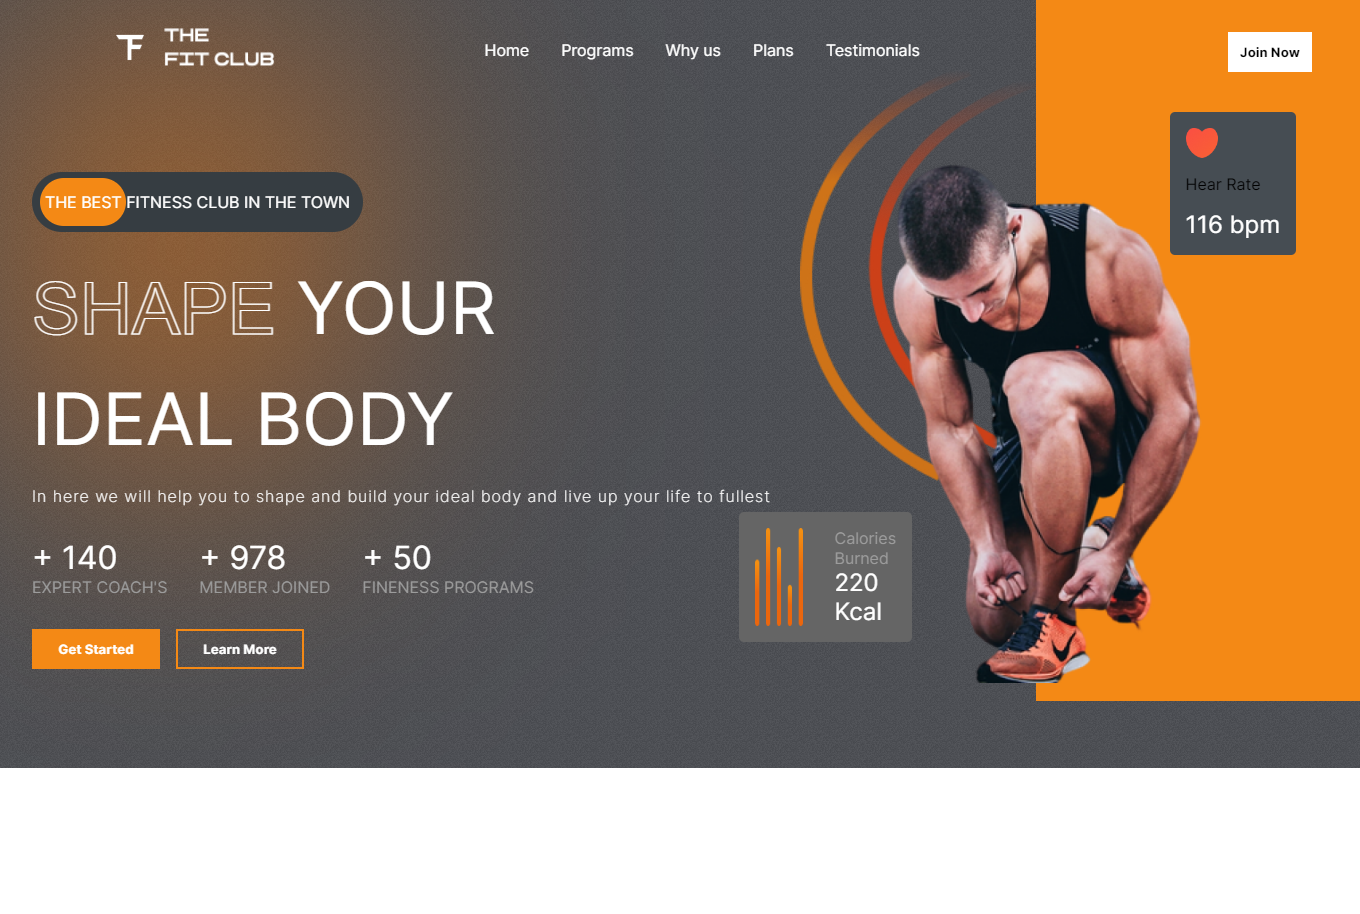 THE
FIT CLUB
Home
Programs
Why us
Plans
Testimonials
Join Now
Hear Rate
116 bpm
THE BEST FITNESS CLUB IN THE TOWN
SHAPE YOUR
IDEAL BODY
In here we will help you to shape and build your ideal body and live up your life to fullest
+ 140
EXPERT COACH'S
+ 978
MEMBER JOINED
+ 50
FINENESS PROGRAMS
Calories
Burned
220
Kcal
Get Started
Learn More